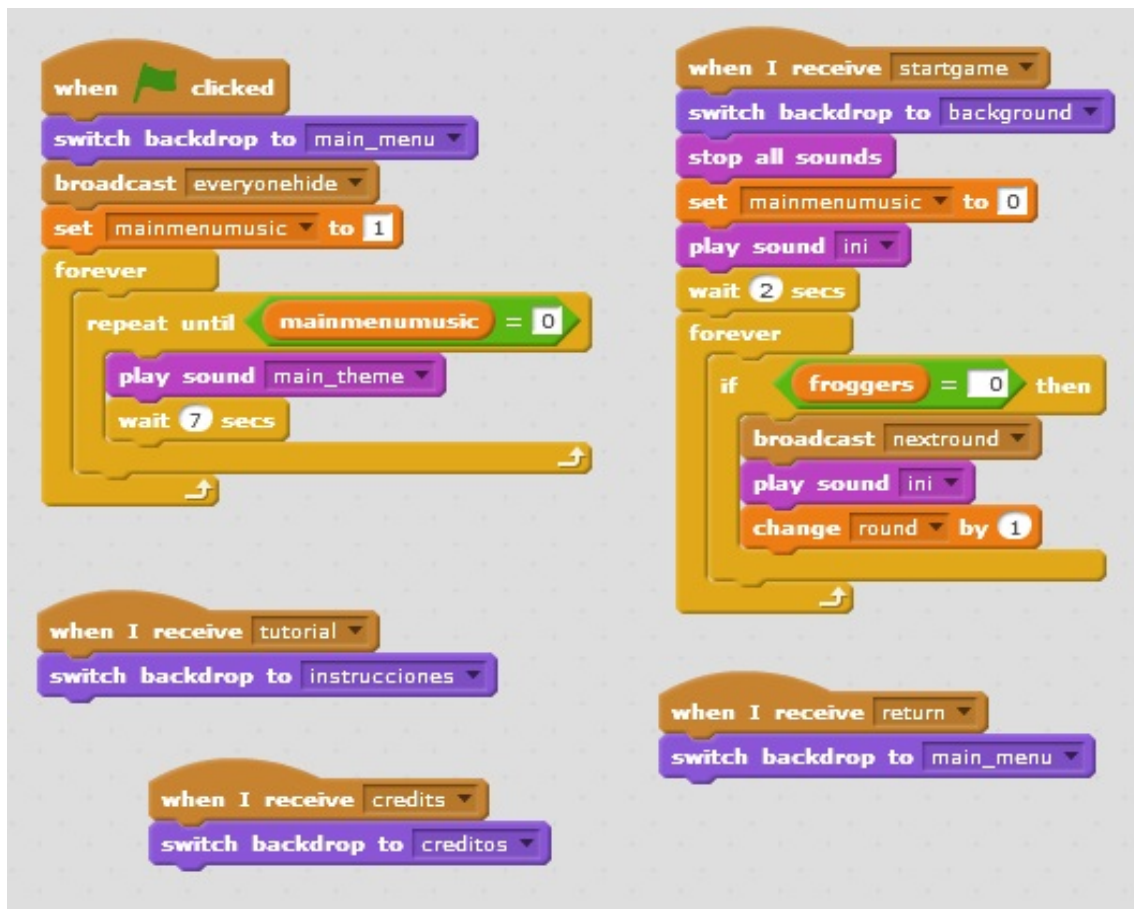 when clicked
switch backdrop to main_menu
broadcast everyonehide
set mainmenumusic to 1
forever
repeat until mainmenumusic = 0
play sound main_theme
wait 7 secs
when I receive tutorial
switch backdrop to instrucciones
when I receive credits
switch backdrop to creditos
when I receive startgame
switch backdrop to background
stop all sounds
set mainmenumusic to 0
play sound ini
wait 2 secs
forever
if froggers = 0 then
broadcast nextround
play sound ini
change round by 1
when I receive return
switch backdrop to main_menu